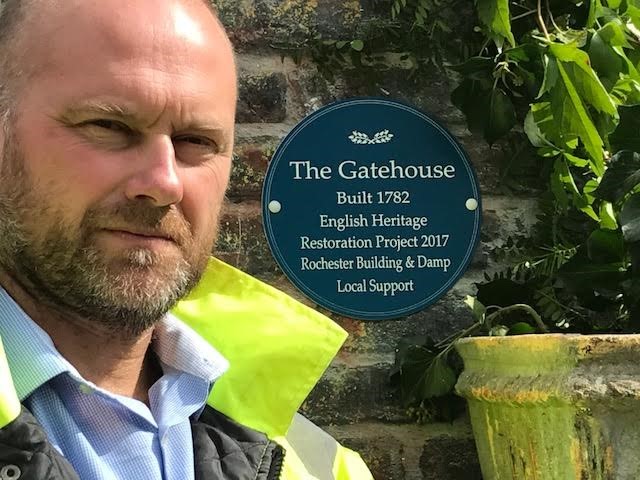 The Gatehouse
Built 1782
English Heritage
Restoration Project 2017
Rochester Building & Damp
Local Support